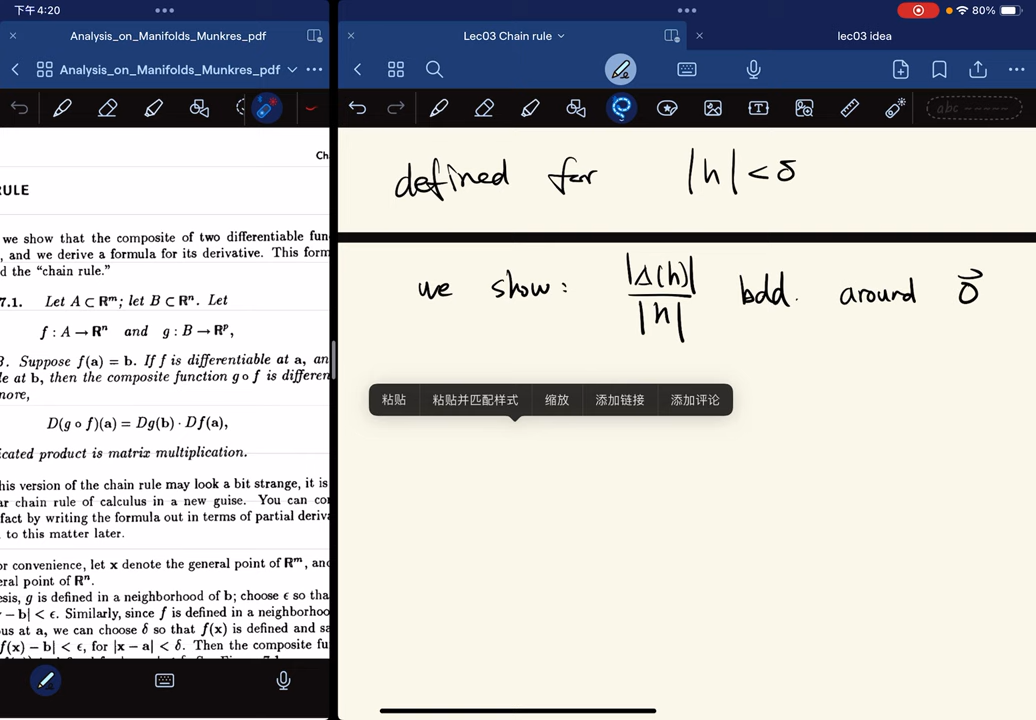 下午4:20
80%
Analysis_on_Manifolds_Munkres_pdf
Lec03 Chain rule
lec03 idea
Analysis_on_Manifolds_Munkres_pdf
abc
Ch
RULE
we show that the composite of two differentiable fun
, and we derive a formula for its derivative. This form
d the “chain rule.”
7.1. Let A ⊂ Rᵐ; let B ⊂ Rⁿ. Let
f : A → Rⁿ and g : B → Rᵖ,
3. Suppose f(a) = b. If f is differentiable at a, an
le at b, then the composite function g ∘ f is differen
more,
D(g ∘ f)(a) = Dg(b) · Df(a),
icated product is matrix multiplication.
his version of the chain rule may look a bit strange, it is
ar chain rule of calculus in a new guise. You can con
fact by writing the formula out in terms of partial deriva
to this matter later.
or convenience, let x denote the general point of Rᵐ, and
eral point of Rⁿ.
esis, g is defined in a neighborhood of b; choose ϵ so tha
− b| < ϵ. Similarly, since f is defined in a neighborhoo
us at a, we can choose δ so that f(x) is defined and sa
f(x) − b| < ϵ, for |x − a| < δ. Then the composite fu
defined for |h| < δ
we show: |Δ(h)|/|h| bdd. around 0⃗
粘贴 粘贴并匹配样式 缩放 添加链接 添加评论